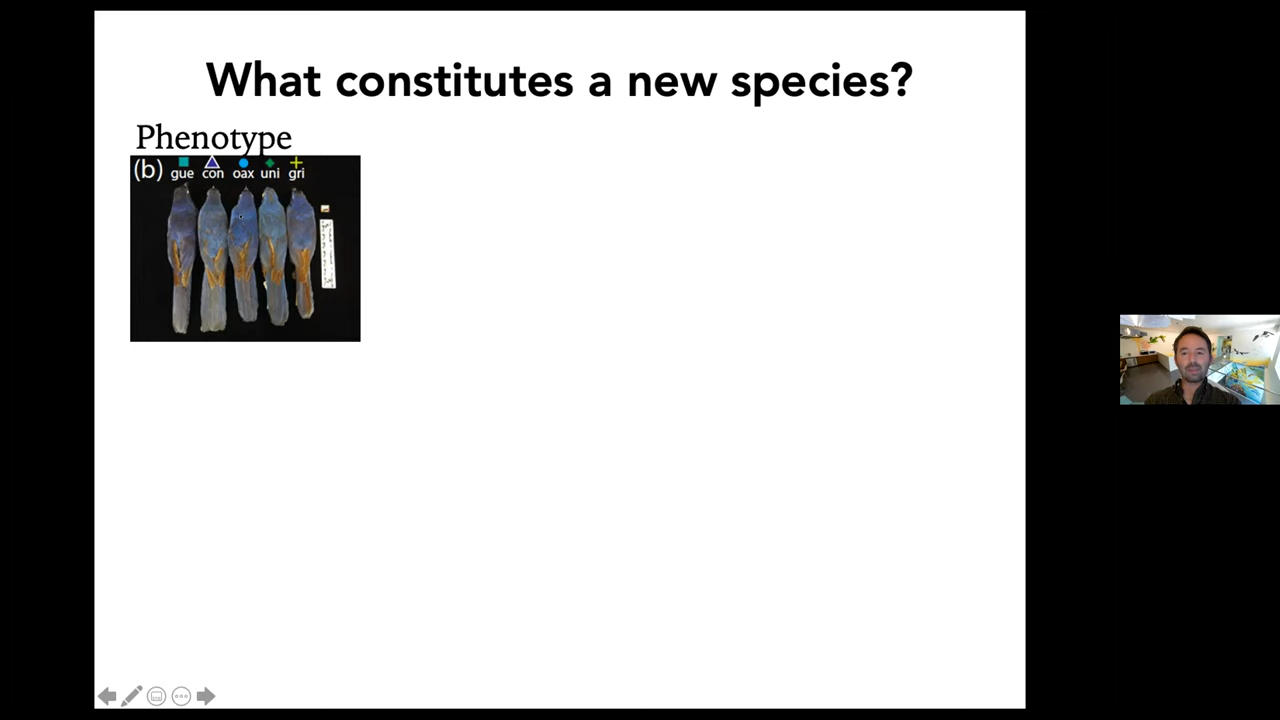 What constitutes a new species?
Phenotype
(b) gue con oax uni gri